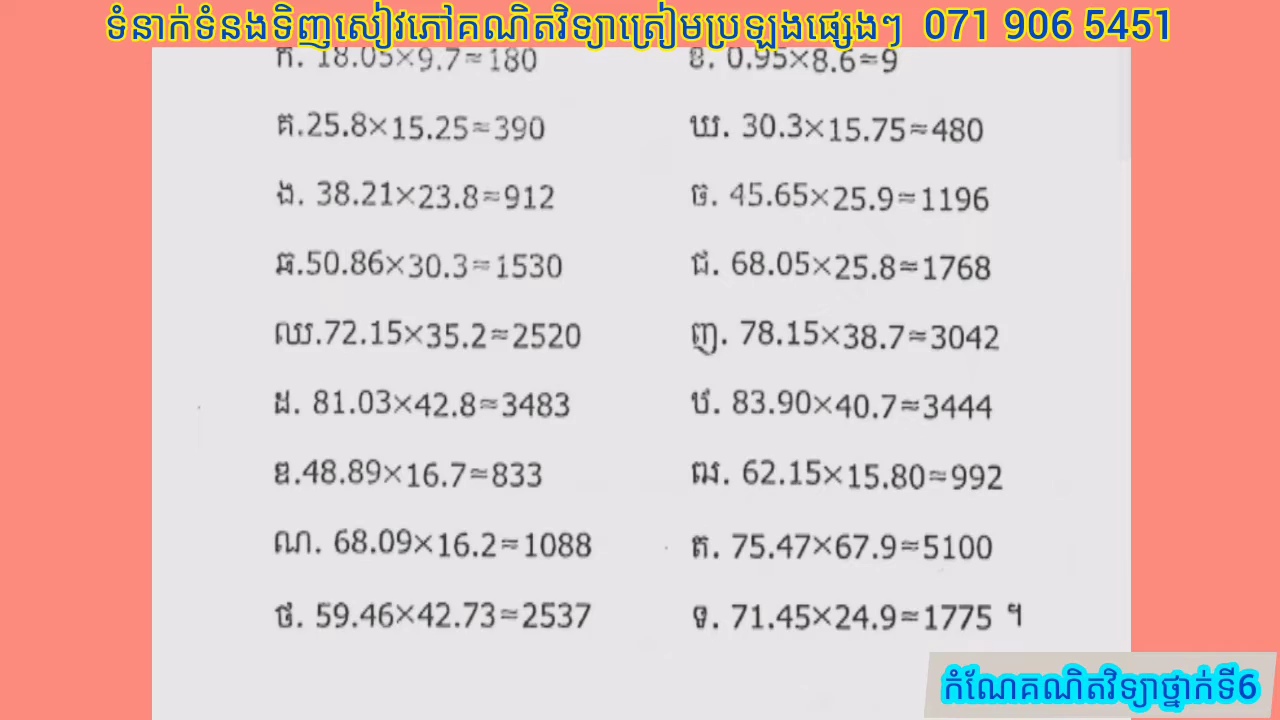 ទំនាក់ទំនងទិញសៀវភៅគណិតវិទ្យាត្រៀមប្រឡងផ្សេងៗ 071 906 5451
ក. 18.05×9.7≈180 ខ. 0.95×8.6≈9
គ.25.8×15.25≈390 ឃ. 30.3×15.75≈480
ង. 38.21×23.8≈912 ច. 45.65×25.9≈1196
ឆ.50.86×30.3≈1530 ជ. 68.05×25.8≈1768
ឈ.72.15×35.2≈2520 ញ. 78.15×38.7≈3042
ដ. 81.03×42.8≈3483 ឋ. 83.90×40.7≈3444
ឌ.48.89×16.7≈833 ឍ. 62.15×15.80≈992
ណ. 68.09×16.2≈1088 ត. 75.47×67.9≈5100
ថ. 59.46×42.73≈2537 ទ. 71.45×24.9≈1775 ។
កំណែគណិតវិទ្យាថ្នាក់ទី6